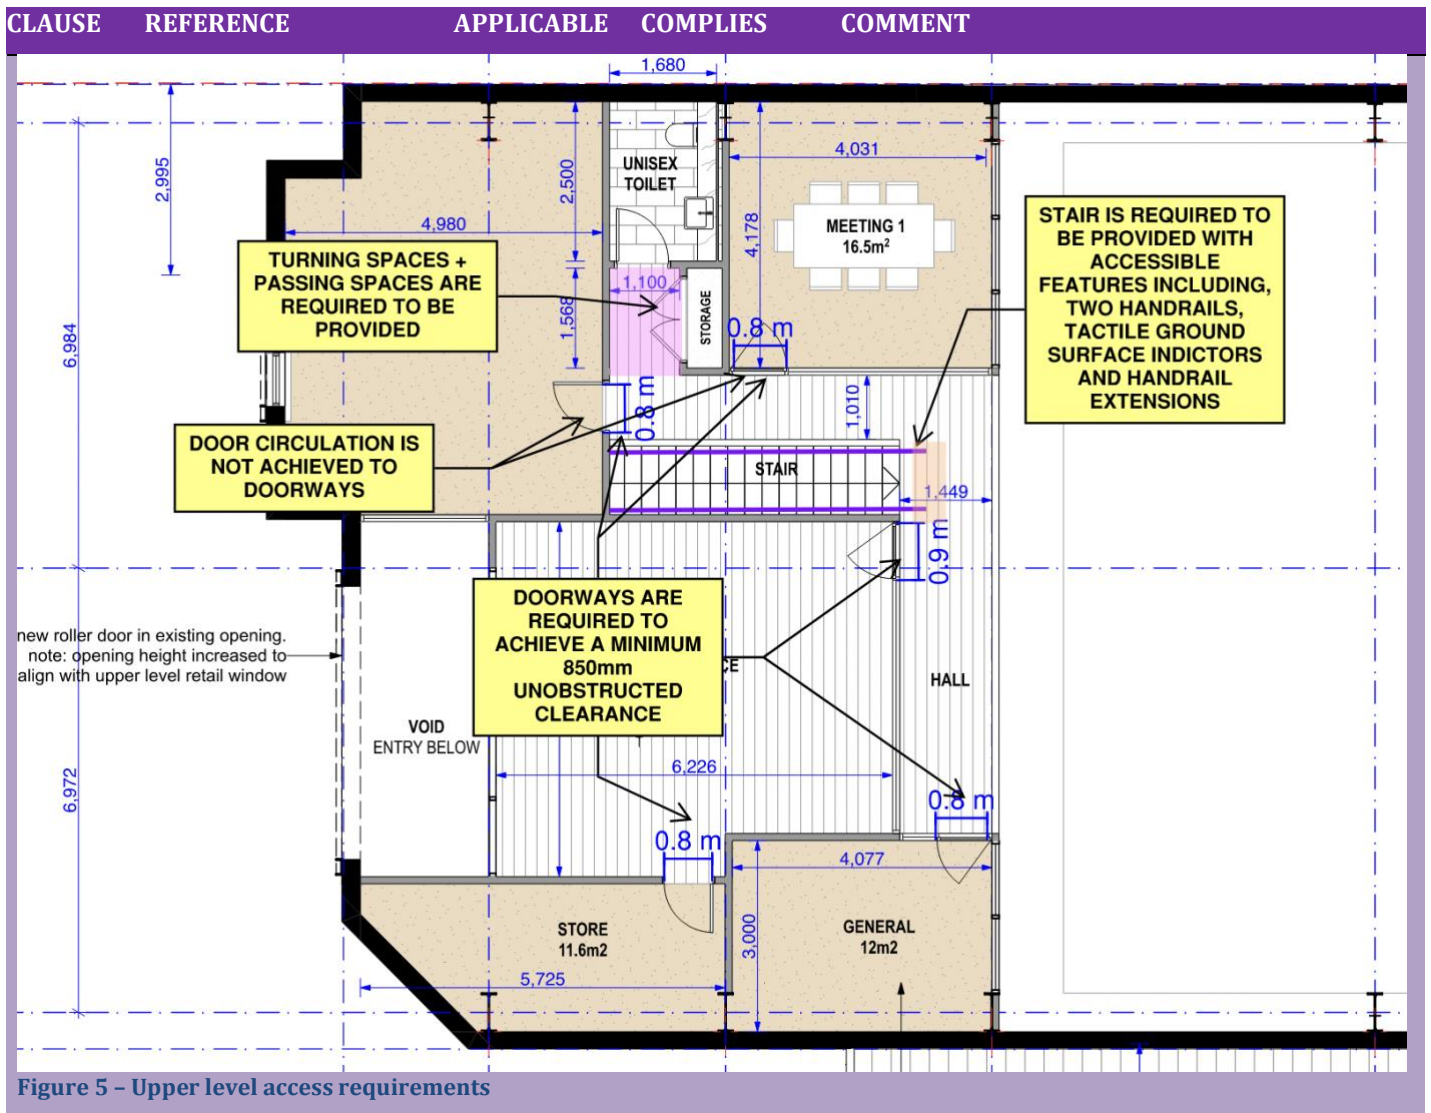 CLAUSE REFERENCE APPLICABLE COMPLIES COMMENT
1,680
2,995
2,500
UNISEX
TOILET
4,031
4,178
MEETING 1
16.5m²
4,980
STAIR IS REQUIRED TO
BE PROVIDED WITH
ACCESSIBLE
FEATURES INCLUDING,
TWO HANDRAILS,
TACTILE GROUND
SURFACE INDICTORS
AND HANDRAIL
EXTENSIONS
TURNING SPACES +
PASSING SPACES ARE
REQUIRED TO BE
PROVIDED
1,100
1,568
STORAGE
0.8 m
6,984
0.8 m
1,010
DOOR CIRCULATION IS
NOT ACHIEVED TO
DOORWAYS
STAIR
1,449
0.9 m
DOORWAYS ARE
REQUIRED TO
ACHIEVE A MINIMUM
850mm
UNOBSTRUCTED
CLEARANCE
CE
new roller door in existing opening.
note: opening height increased to
align with upper level retail window
HALL
VOID
ENTRY BELOW
6,226
6,972
0.8 m
0.8 m
4,077
STORE
11.6m2
3,000
GENERAL
12m2
5,725
Figure 5 – Upper level access requirements